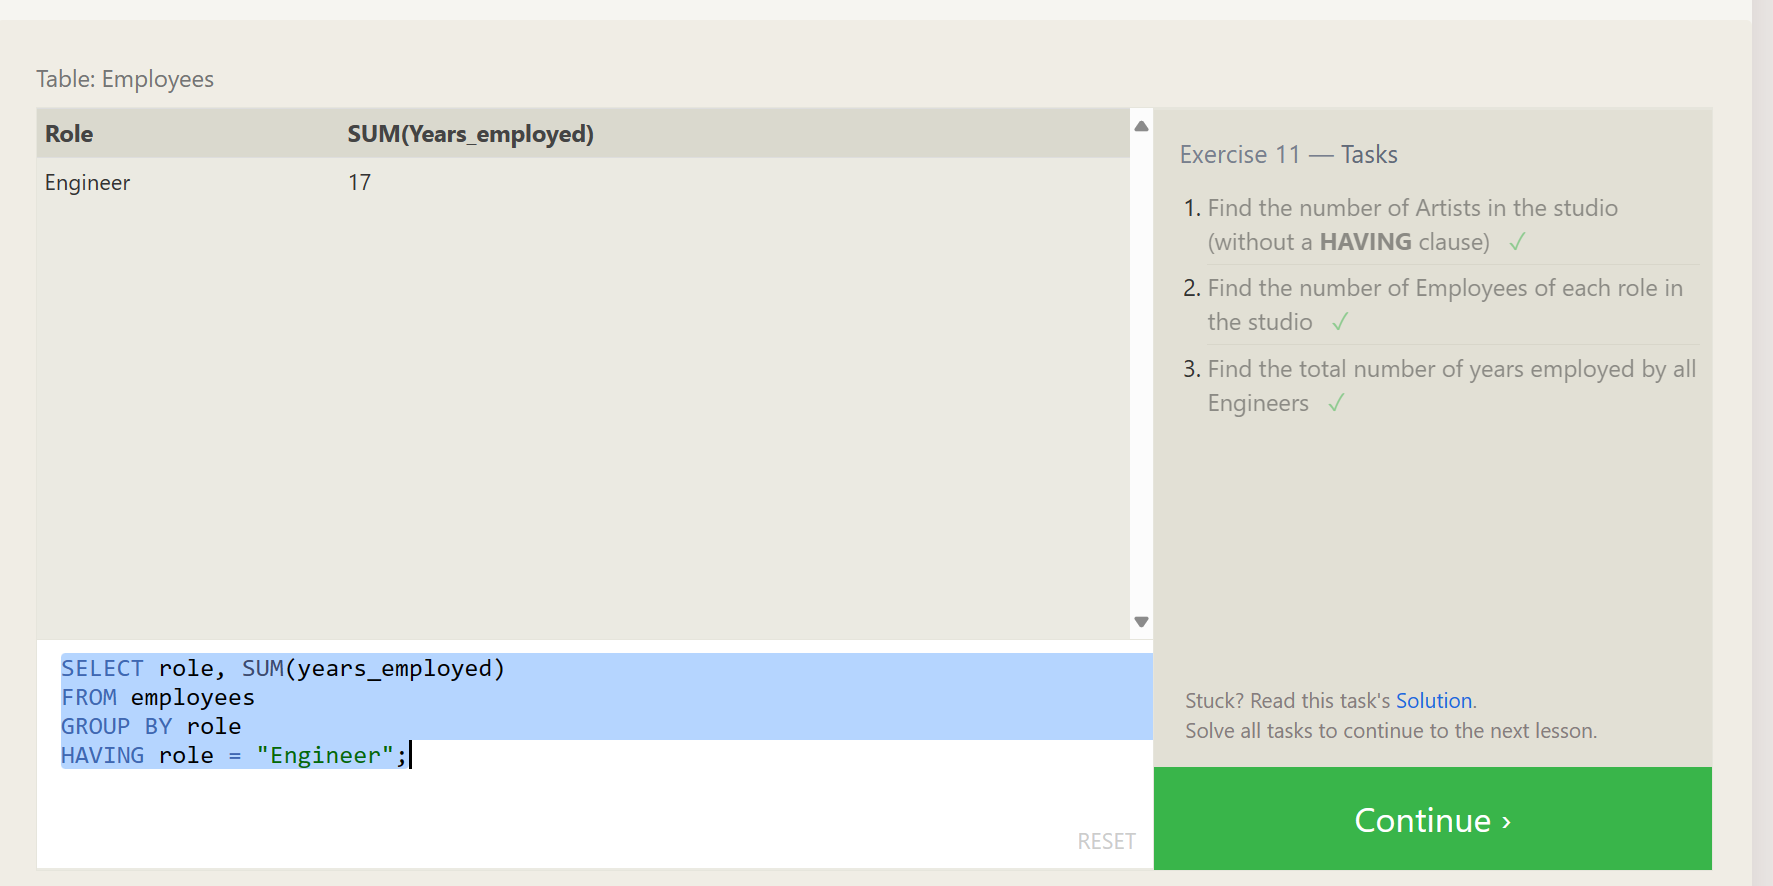 Table: Employees
Role SUM(Years_employed)
Engineer 17
SELECT role, SUM(years_employed)
FROM employees
GROUP BY role
HAVING role = "Engineer";
RESET
Exercise 11 — Tasks
1. Find the number of Artists in the studio
(without a HAVING clause) ✓
2. Find the number of Employees of each role in
the studio ✓
3. Find the total number of years employed by all
Engineers ✓
Stuck? Read this task's Solution.
Solve all tasks to continue to the next lesson.
Continue ›